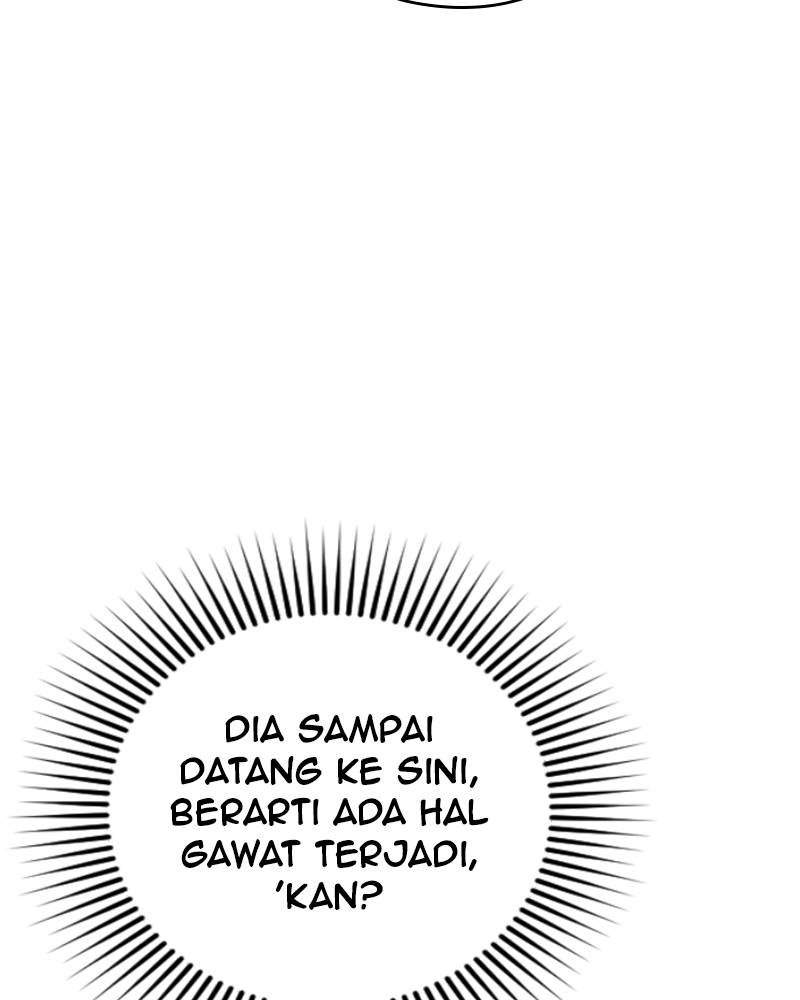 DIA SAMPAI
DATANG KE SINI,
BERARTI ADA HAL
GAWAT TERJADI,
'KAN?